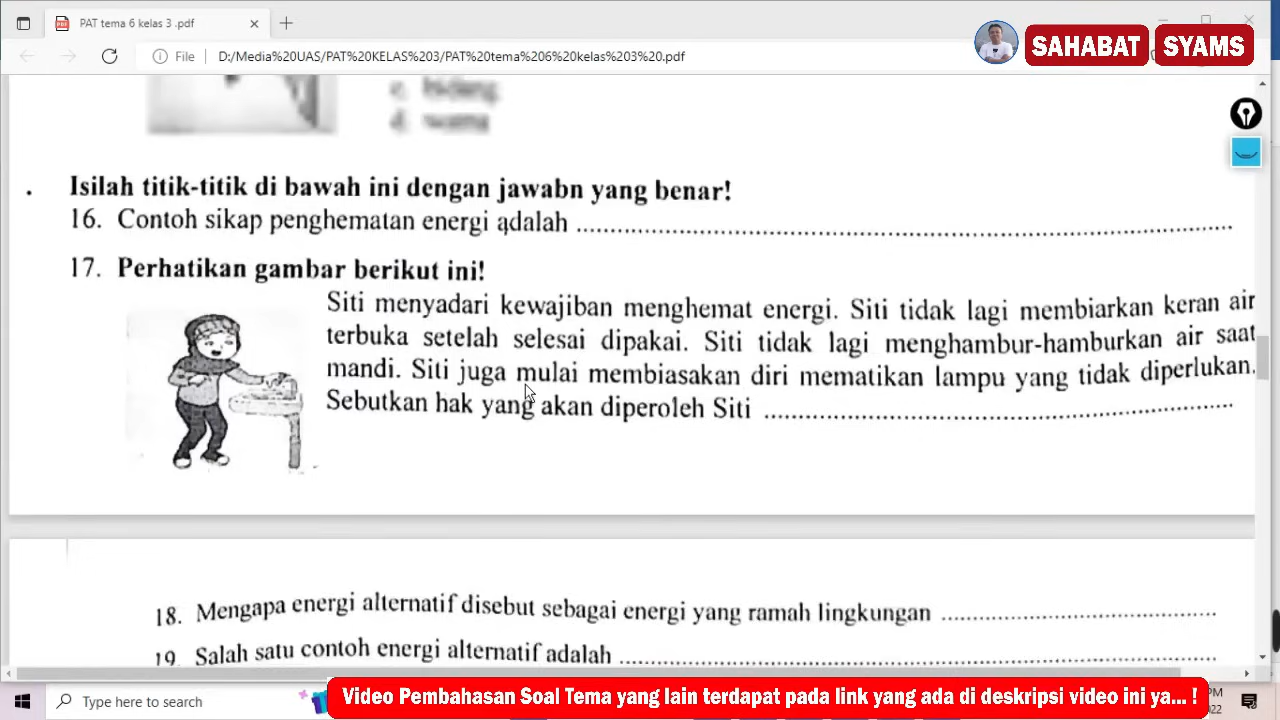 PAT tema 6 kelas 3 .pdf
File
D:/Media%20UAS/PAT%20KELAS%203/PAT%20tema%206%20kelas%203%20.pdf
SAHABAT SYAMS
c. bidang
d. warna
. Isilah titik-titik di bawah ini dengan jawabn yang benar!
16. Contoh sikap penghematan energi adalah ....................
17. Perhatikan gambar berikut ini!
Siti menyadari kewajiban menghemat energi. Siti tidak lagi membiarkan keran air
terbuka setelah selesai dipakai. Siti tidak lagi menghambur-hamburkan air saat
mandi. Siti juga mulai membiasakan diri mematikan lampu yang tidak diperlukan.
Sebutkan hak yang akan diperoleh Siti ....................
18. Mengapa energi alternatif disebut sebagai energi yang ramah lingkungan ....................
19. Salah satu contoh energi alternatif adalah ....................
Type here to search
Video Pembahasan Soal Tema yang lain terdapat pada link yang ada di deskripsi video ini ya... !
PM